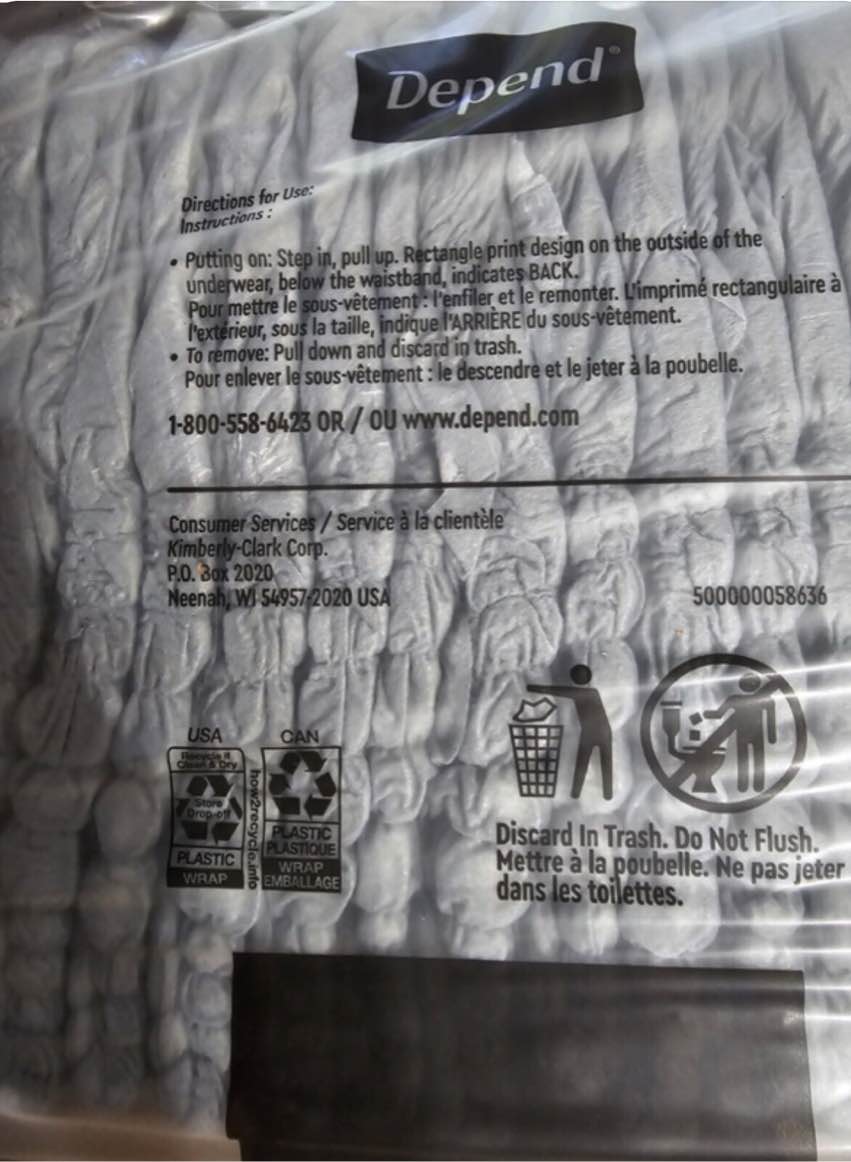 Depend®
Directions for Use:
Instructions :
• Putting on: Step in, pull up. Rectangle print design on the outside of the
underwear, below the waistband, indicates BACK.
Pour mettre le sous-vêtement : l'enfiler et le remonter. L'imprimé rectangulaire à
l'extérieur, sous la taille, indique l'ARRIÈRE du sous-vêtement.
• To remove: Pull down and discard in trash.
Pour enlever le sous-vêtement : le descendre et le jeter à la poubelle.
1-800-558-6423 OR / OU www.depend.com
Consumer Services / Service à la clientèle
Kimberly-Clark Corp.
P.O. Box 2020
Neenah, WI 54957-2020 USA
500000058636
USA
Recycle if
Clean & Dry
Store
Drop-off
PLASTIC
WRAP
how2recycle.info
CAN
PLASTIC
PLASTIQUE
WRAP
EMBALLAGE
Discard In Trash. Do Not Flush.
Mettre à la poubelle. Ne pas jeter
dans les toilettes.